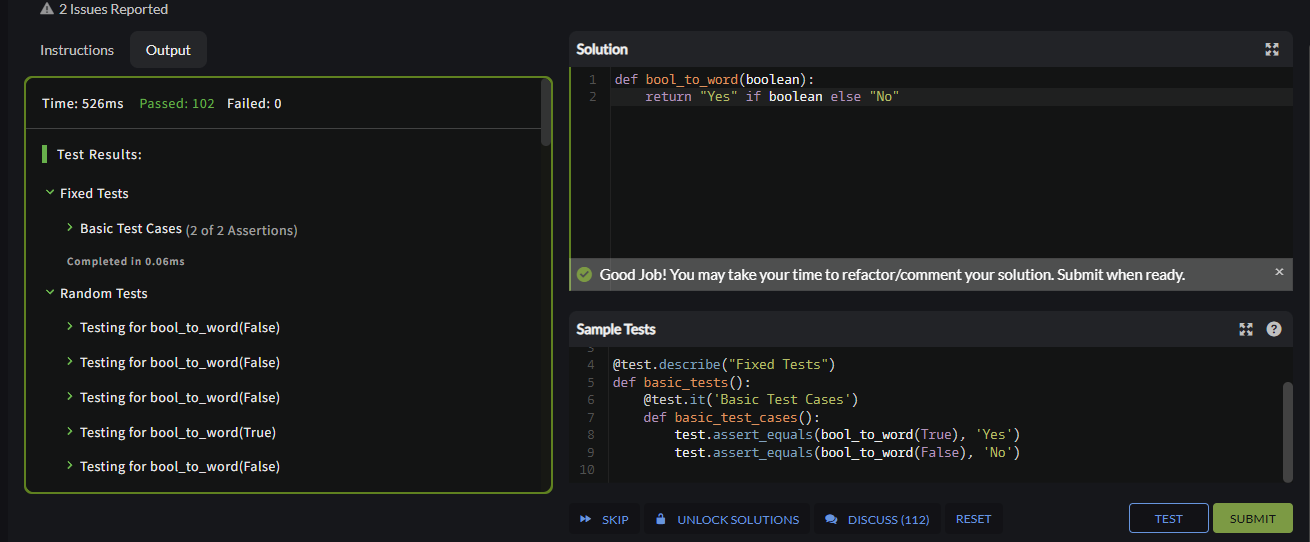 2 Issues Reported
Instructions
Output
Time: 526ms Passed: 102 Failed: 0
Test Results:
Fixed Tests
Basic Test Cases (2 of 2 Assertions)
Completed in 0.06ms
Random Tests
Testing for bool_to_word(False)
Testing for bool_to_word(False)
Testing for bool_to_word(False)
Testing for bool_to_word(True)
Testing for bool_to_word(False)
Solution
1 def bool_to_word(boolean):
2     return "Yes" if boolean else "No"
Good Job! You may take your time to refactor/comment your solution. Submit when ready.
Sample Tests
3
4 @test.describe("Fixed Tests")
5 def basic_tests():
6     @test.it('Basic Test Cases')
7     def basic_test_cases():
8         test.assert_equals(bool_to_word(True), 'Yes')
9         test.assert_equals(bool_to_word(False), 'No')
10
SKIP
UNLOCK SOLUTIONS
DISCUSS (112)
RESET
TEST
SUBMIT